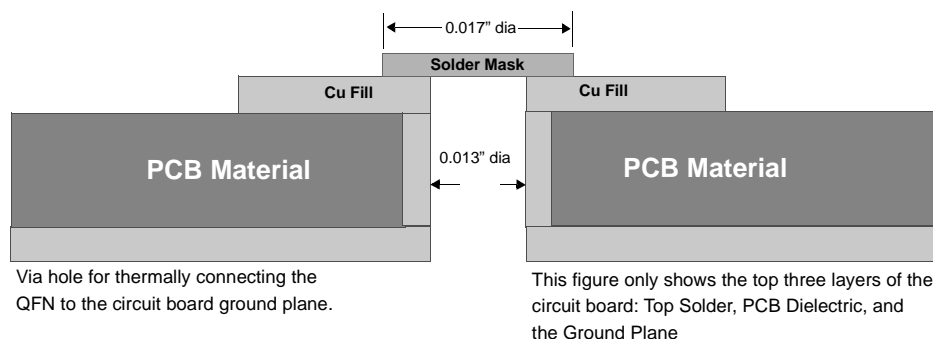 0.017” dia
Solder Mask
Cu Fill
Cu Fill
PCB Material
0.013” dia
PCB Material
Via hole for thermally connecting the
QFN to the circuit board ground plane.
This figure only shows the top three layers of the
circuit board: Top Solder, PCB Dielectric, and
the Ground Plane